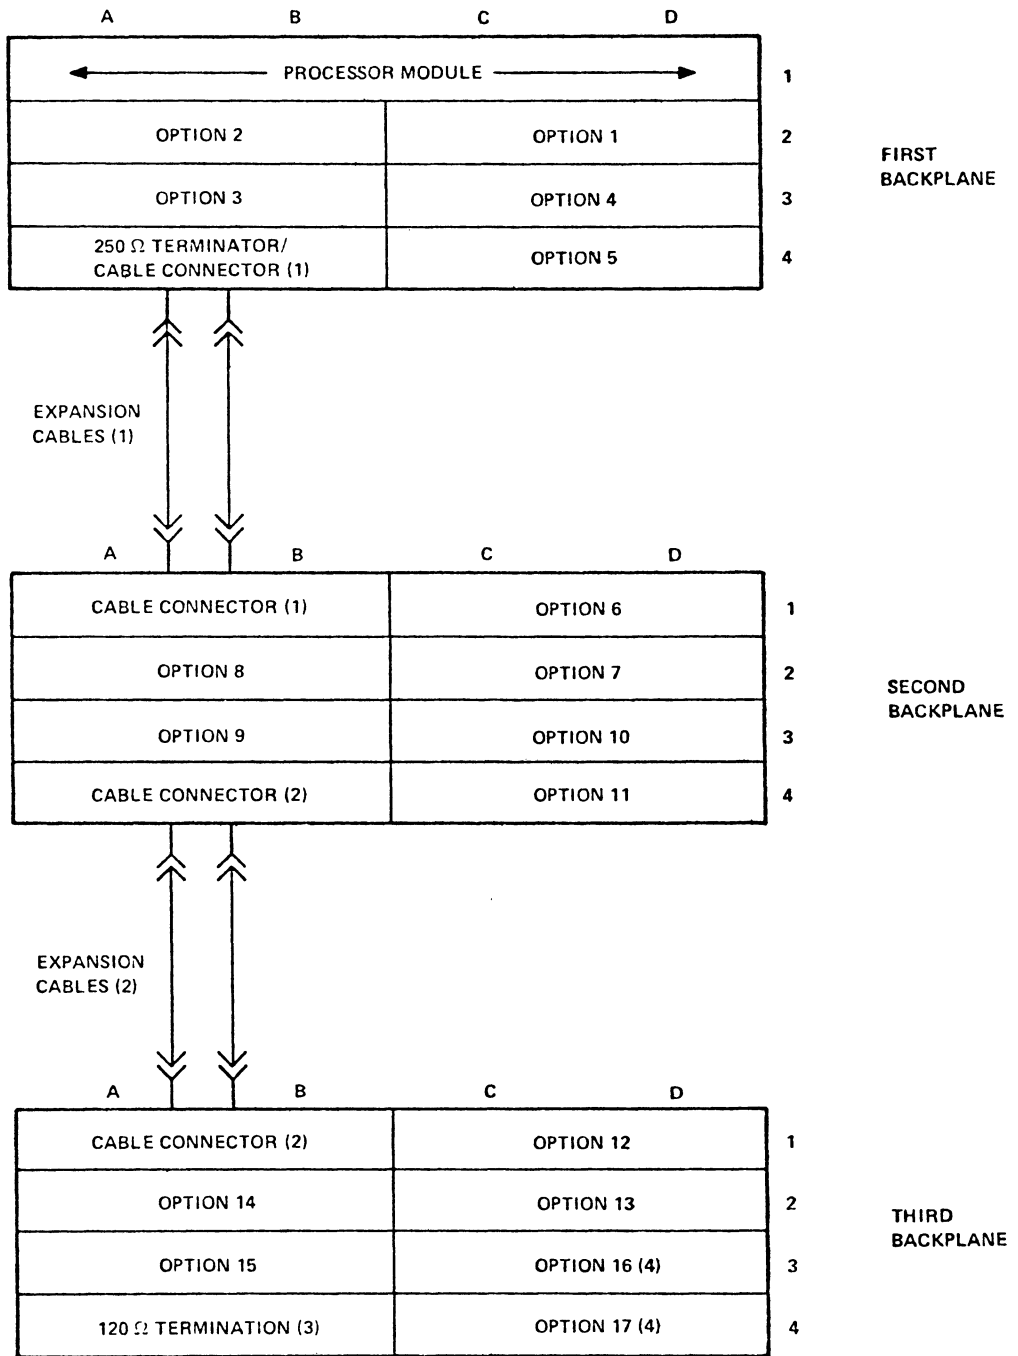 A B C D
PROCESSOR MODULE 1
OPTION 2 OPTION 1 2
FIRST
BACKPLANE
OPTION 3 OPTION 4 3
250 Ω TERMINATOR/
CABLE CONNECTOR (1)
OPTION 5 4
EXPANSION
CABLES (1)
A B C D
CABLE CONNECTOR (1) OPTION 6 1
OPTION 8 OPTION 7 2
SECOND
BACKPLANE
OPTION 9 OPTION 10 3
CABLE CONNECTOR (2) OPTION 11 4
EXPANSION
CABLES (2)
A B C D
CABLE CONNECTOR (2) OPTION 12 1
OPTION 14 OPTION 13 2
THIRD
BACKPLANE
OPTION 15 OPTION 16 (4) 3
120 Ω TERMINATION (3) OPTION 17 (4) 4